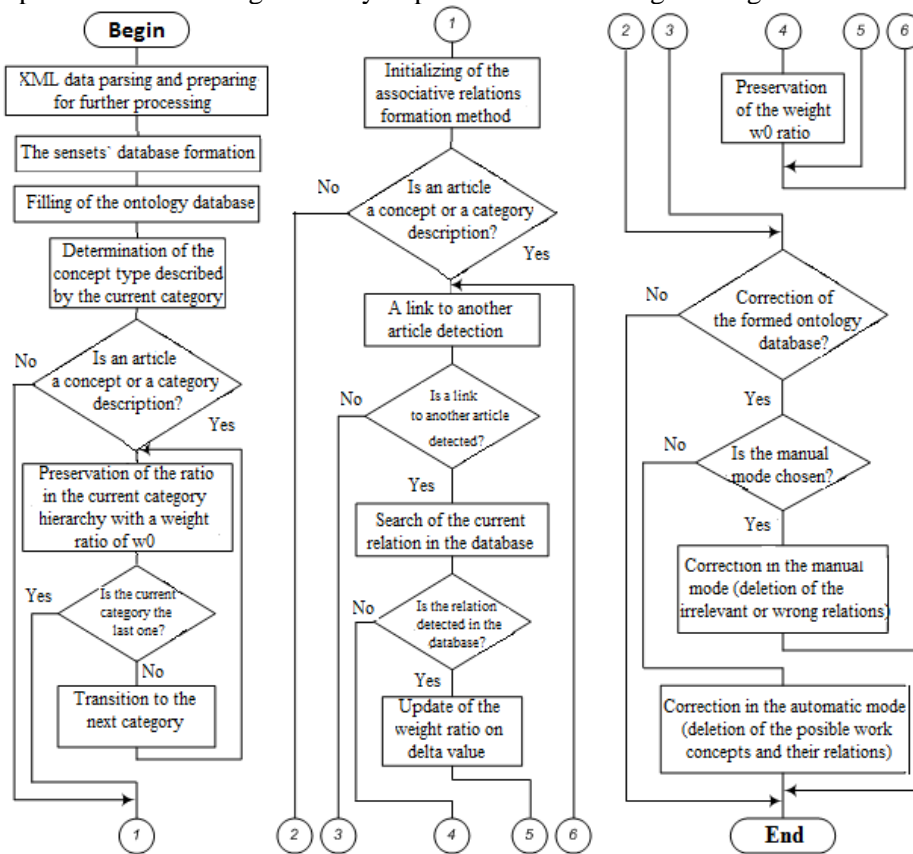 Begin
XML data parsing and preparing
for further processing
The sensets` database formation
Filling of the ontology database
Determination of the
concept type described
by the current category
No
Is an article
a concept or a category
description?
Yes
Preservation of the ratio
in the current category
hierarchy with a weight
ratio of w0
Yes
Is the current
category the
last one?
No
Transition to the
next category
1
1
Initializing of the
associative relations
formation method
No
Is an article
a concept or a category
description?
Yes
A link to another
article detection
Is a link
to another article
detected?
No
Yes
Search of the current
relation in the database
No
Is the relation
detected in the
database?
Yes
Update of the
weight ratio on
delta value
2
3
4
5
6
2
3
4
5
6
Preservation
of the weight
w0 ratio
No
Correction of
the formed ontology
database?
Yes
No
Is the manual
mode chosen?
Yes
Correction in the manual
mode (deletion of the
irrelevant or wrong relations)
Correction in the automatic mode
(deletion of the posible work
concepts and their relations)
End